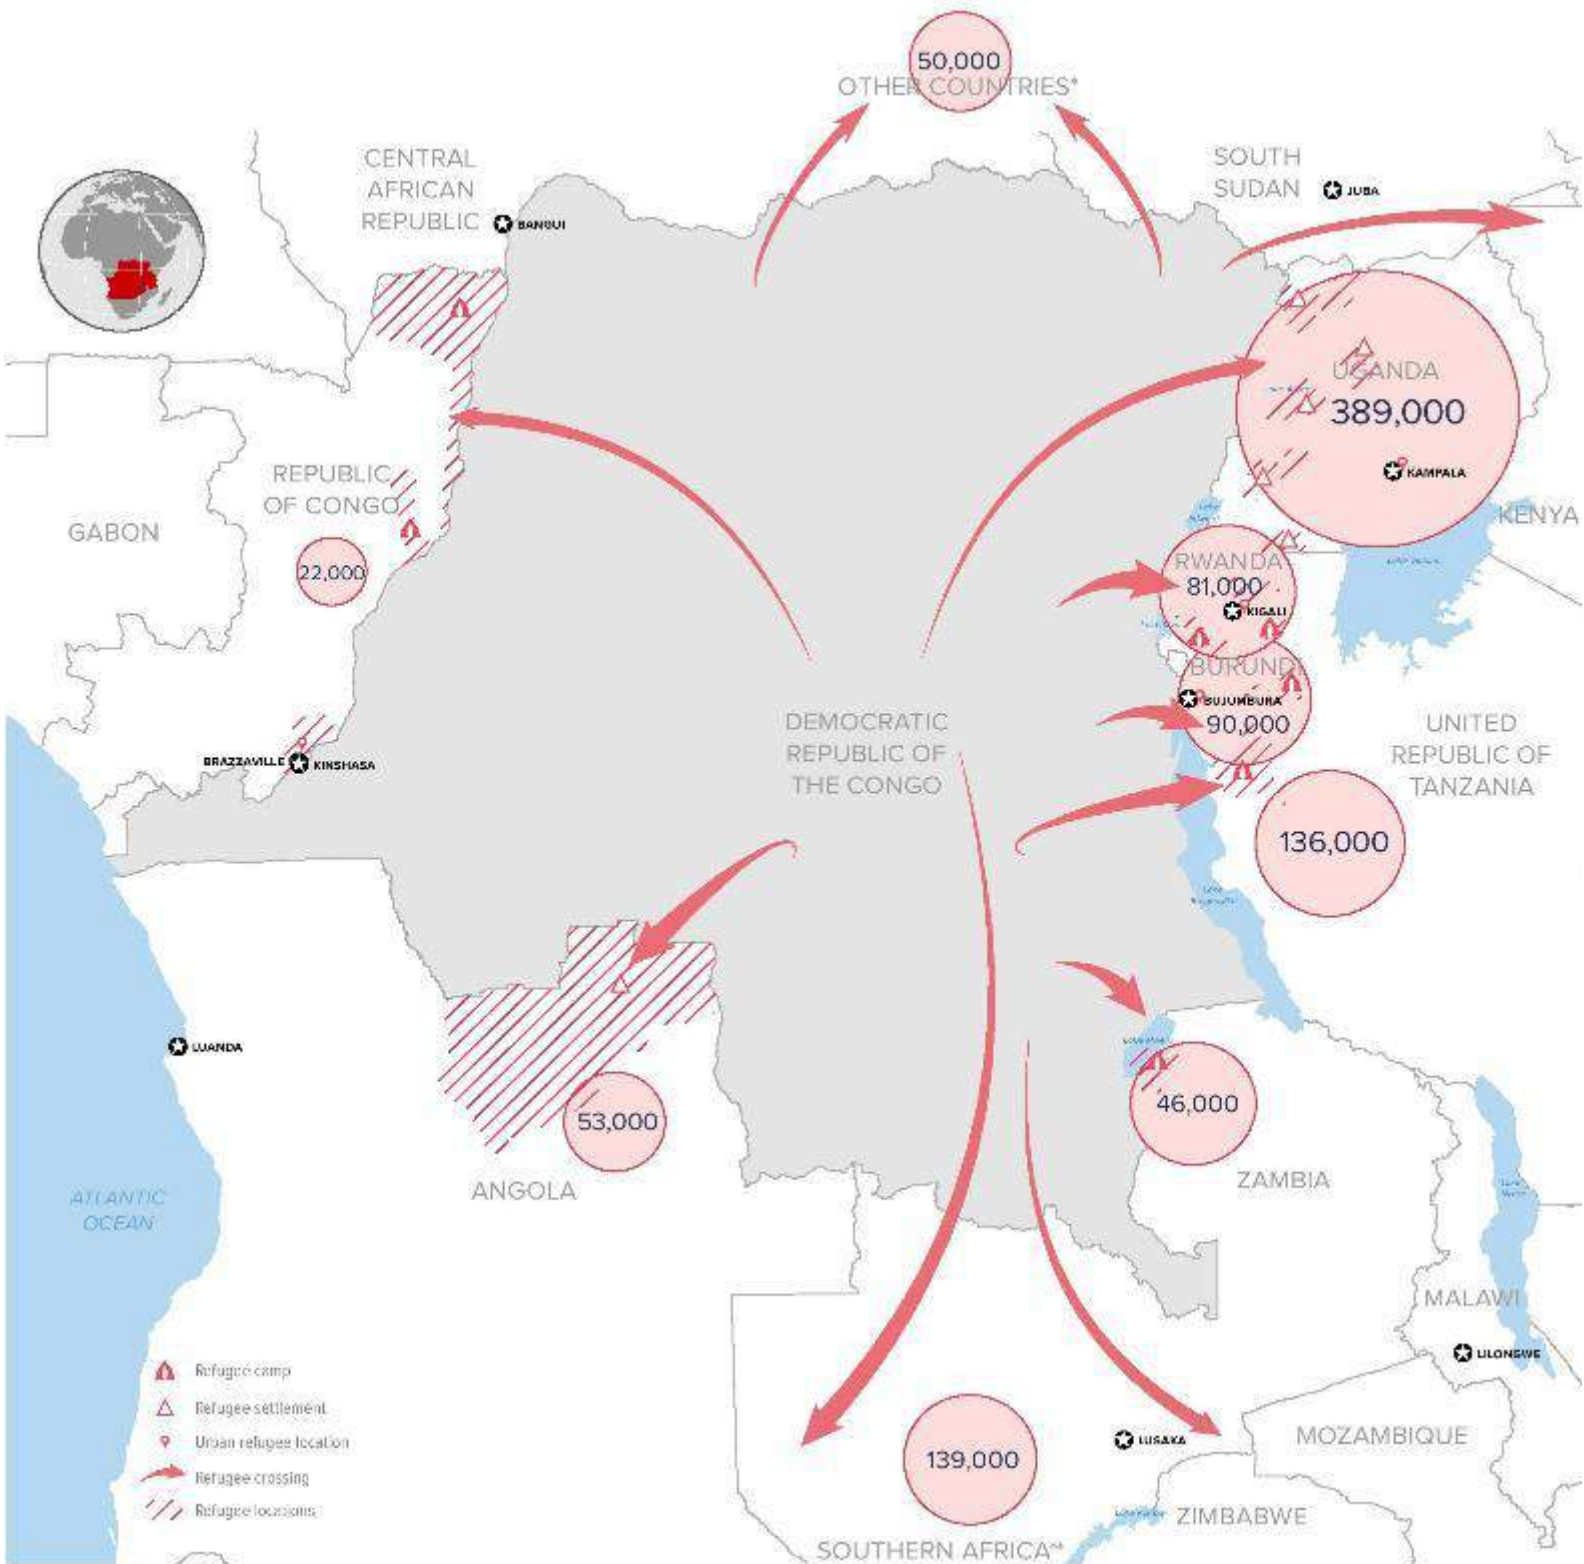 50,000
OTHER COUNTRIES*
CENTRAL
AFRICAN
REPUBLIC
BANGUI
SOUTH
SUDAN
JUBA
UGANDA
389,000
KAMPALA
REPUBLIC
OF CONGO
22,000
GABON
KENYA
RWANDA
81,000
KIGALI
BURUNDI
BUJUMBURA
90,000
DEMOCRATIC
REPUBLIC OF
THE CONGO
UNITED
REPUBLIC OF
TANZANIA
BRAZZAVILLE
KINSHASA
136,000
LUANDA
53,000
ANGOLA
46,000
ZAMBIA
ATLANTIC
OCEAN
MALAWI
LILONGWE
Refugee camp
Refugee settlement
Urban refugee location
Refugee crossing
Refugee locations
139,000
LUSAKA
MOZAMBIQUE
ZIMBABWE
SOUTHERN AFRICA**